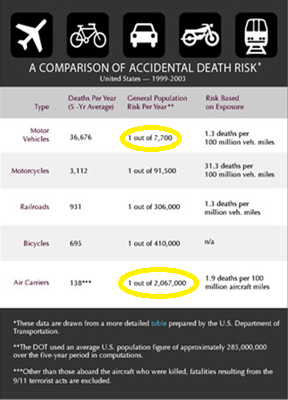 A COMPARISON OF ACCIDENTAL DEATH RISK*
United States — 1999-2003
Type
Deaths Per Year
(5 -Yr Average)
General Population
Risk Per Year**
Risk Based
on Exposure
Motor
Vehicles
36,676
1 out of 7,700
1.3 deaths per
100 million veh. miles
Motorcycles
3,112
1 out of 91,500
31.3 deaths per
100 million veh. miles
Railroads
931
1 out of 306,000
1.3 deaths per
million veh. miles
Bicycles
695
1 out of 410,000
n/a
Air Carriers
138***
1 out of 2,067,000
1.9 deaths per 100
million aircraft miles
*These data are drawn from a more detailed table prepared by the U.S. Department of
Transportation.
**The DOT used an average U.S. population figure of approximately 285,000,000
over the five-year period in computations.
***Other than those aboard the aircraft who were killed, fatalities resulting from the
9/11 terrorist acts are excluded.